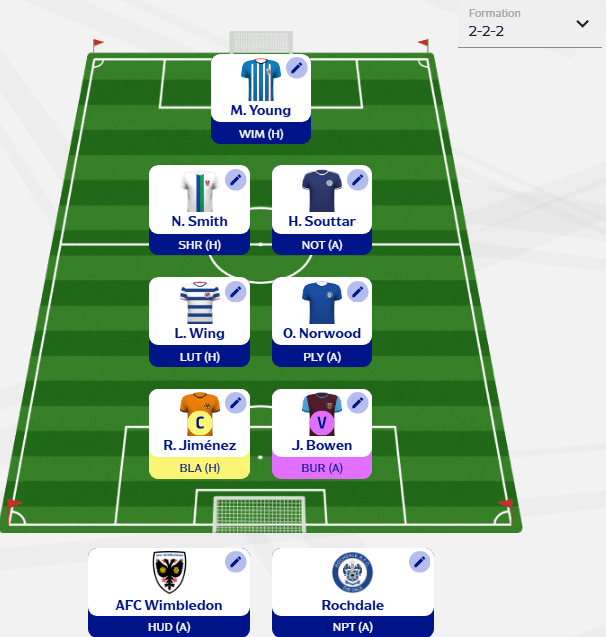 Formation
2-2-2
M. Young
WIM (H)
N. Smith
SHR (H)
H. Souttar
NOT (A)
L. Wing
LUT (H)
O. Norwood
PLY (A)
C
R. Jiménez
BLA (H)
V
J. Bowen
BUR (A)
AFC Wimbledon
HUD (A)
Rochdale
NPT (A)